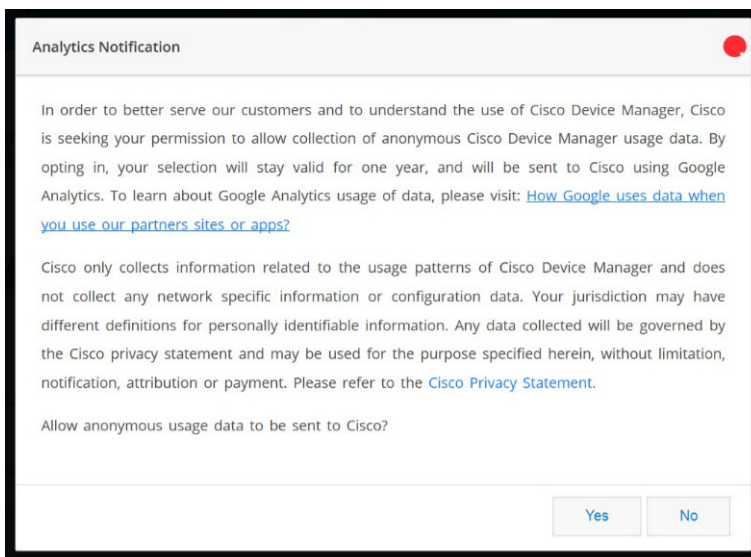 Analytics Notification
In order to better serve our customers and to understand the use of Cisco Device Manager, Cisco
is seeking your permission to allow collection of anonymous Cisco Device Manager usage data. By
opting in, your selection will stay valid for one year, and will be sent to Cisco using Google
Analytics. To learn about Google Analytics usage of data, please visit: How Google uses data when
you use our partners sites or apps?
Cisco only collects information related to the usage patterns of Cisco Device Manager and does
not collect any network specific information or configuration data. Your jurisdiction may have
different definitions for personally identifiable information. Any data collected will be governed by
the Cisco privacy statement and may be used for the purpose specified herein, without limitation,
notification, attribution or payment. Please refer to the Cisco Privacy Statement.
Allow anonymous usage data to be sent to Cisco?
Yes No